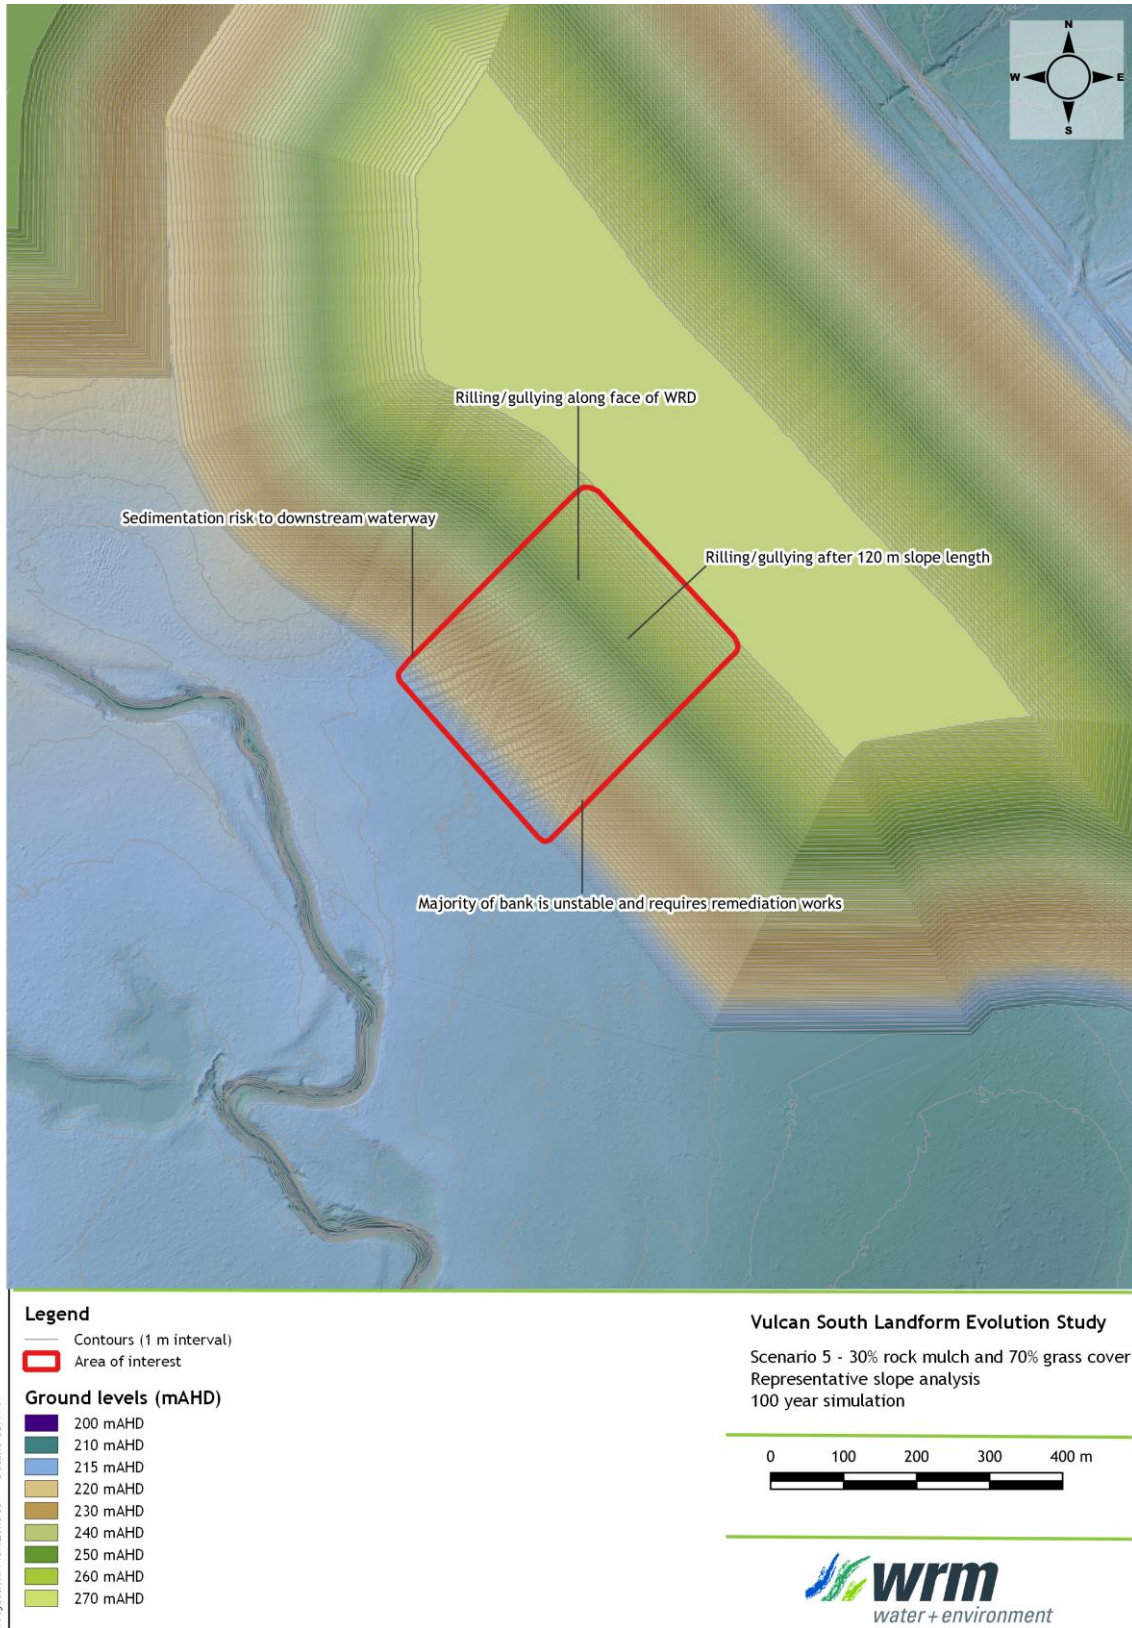 N
W E
S
Rilling/gullying along face of WRD
Sedimentation risk to downstream waterway
Rilling/gullying after 120 m slope length
Majority of bank is unstable and requires remediation works
Legend
Contours (1 m interval)
Area of interest
Ground levels (mAHD)
200 mAHD
210 mAHD
215 mAHD
220 mAHD
230 mAHD
240 mAHD
250 mAHD
260 mAHD
270 mAHD
Vulcan South Landform Evolution Study
Scenario 5 - 30% rock mulch and 70% grass cover
Representative slope analysis
100 year simulation
0 100 200 300 400 m
wrm
water + environment